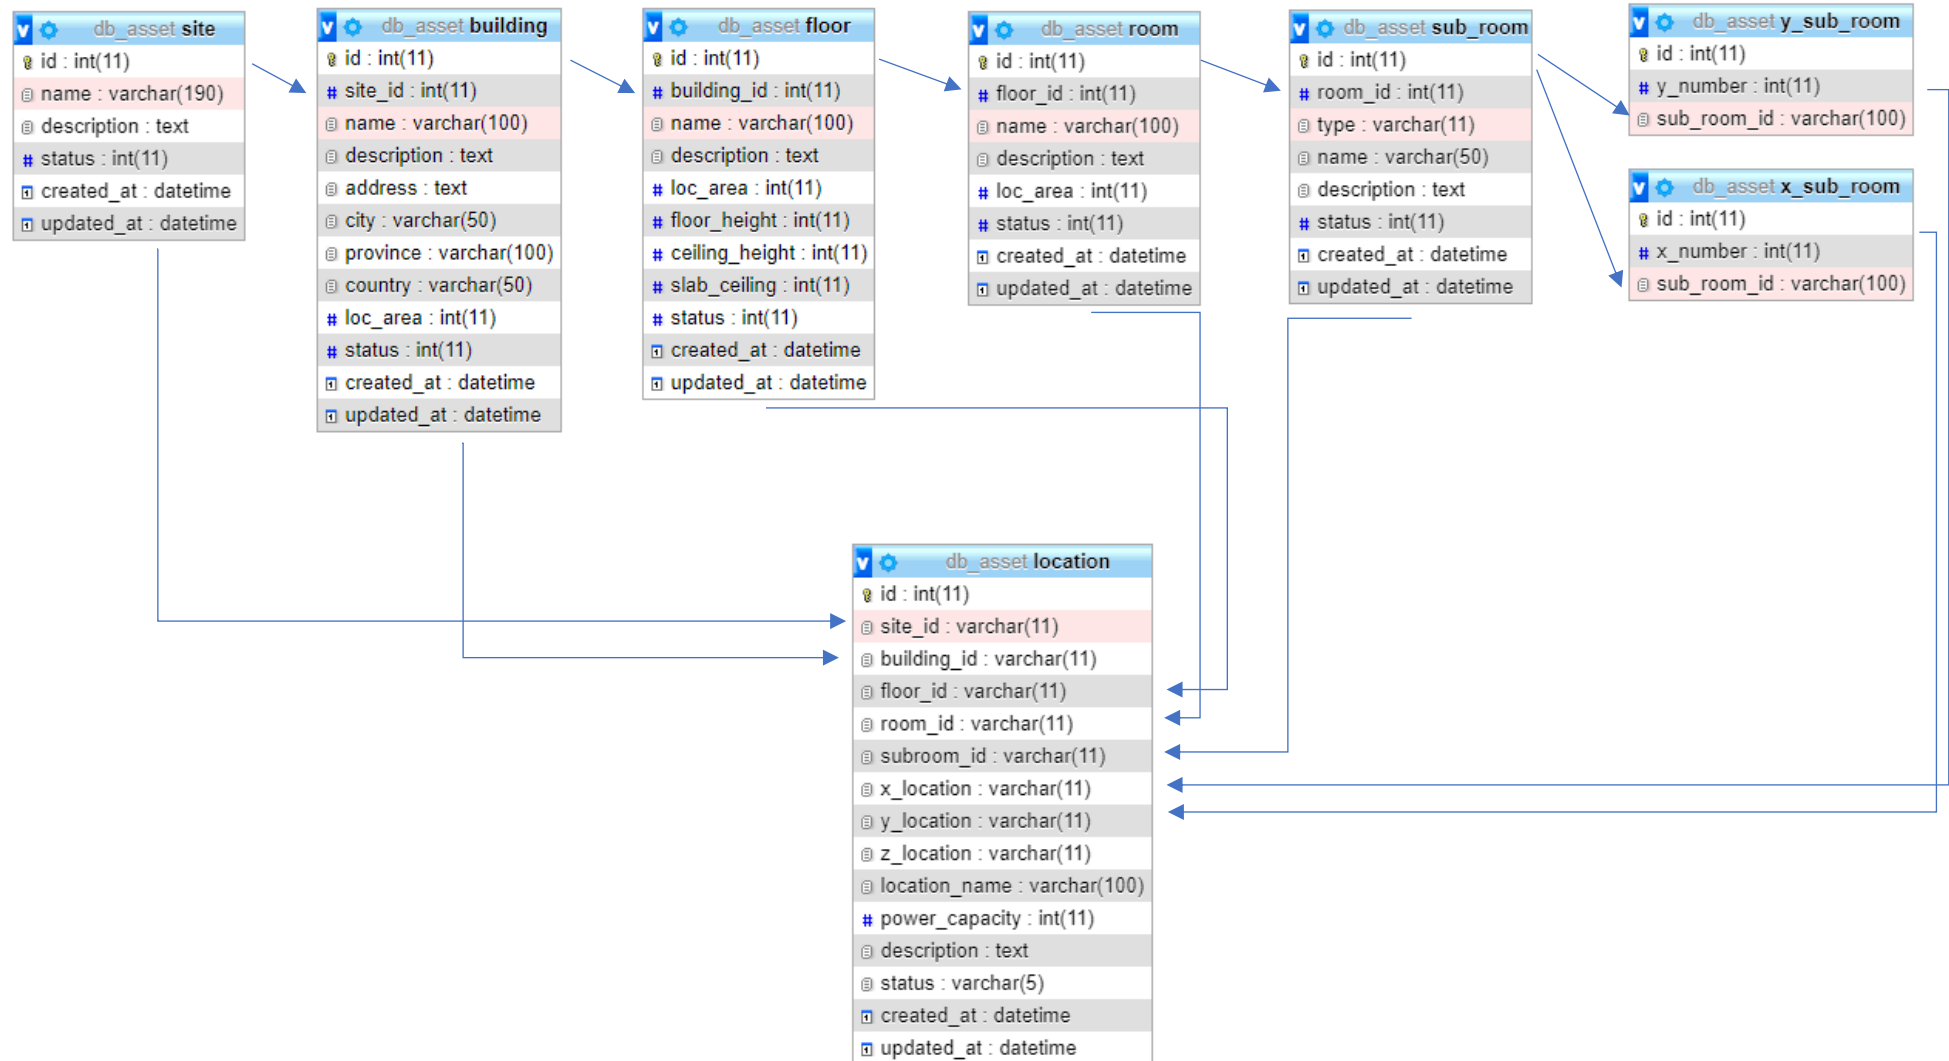 db_asset site
id : int(11)
name : varchar(190)
description : text
status : int(11)
created_at : datetime
updated_at : datetime
db_asset building
id : int(11)
site_id : int(11)
name : varchar(100)
description : text
address : text
city : varchar(50)
province : varchar(100)
country : varchar(50)
loc_area : int(11)
status : int(11)
created_at : datetime
updated_at : datetime
db_asset floor
id : int(11)
building_id : int(11)
name : varchar(100)
description : text
loc_area : int(11)
floor_height : int(11)
ceiling_height : int(11)
slab_ceiling : int(11)
status : int(11)
created_at : datetime
updated_at : datetime
db_asset room
id : int(11)
floor_id : int(11)
name : varchar(100)
description : text
loc_area : int(11)
status : int(11)
created_at : datetime
updated_at : datetime
db_asset sub_room
id : int(11)
room_id : int(11)
type : varchar(11)
name : varchar(50)
description : text
status : int(11)
created_at : datetime
updated_at : datetime
db_asset y_sub_room
id : int(11)
y_number : int(11)
sub_room_id : varchar(100)
db_asset x_sub_room
id : int(11)
x_number : int(11)
sub_room_id : varchar(100)
db_asset location
id : int(11)
site_id : varchar(11)
building_id : varchar(11)
floor_id : varchar(11)
room_id : varchar(11)
subroom_id : varchar(11)
x_location : varchar(11)
y_location : varchar(11)
z_location : varchar(11)
location_name : varchar(100)
power_capacity : int(11)
description : text
status : varchar(5)
created_at : datetime
updated_at : datetime